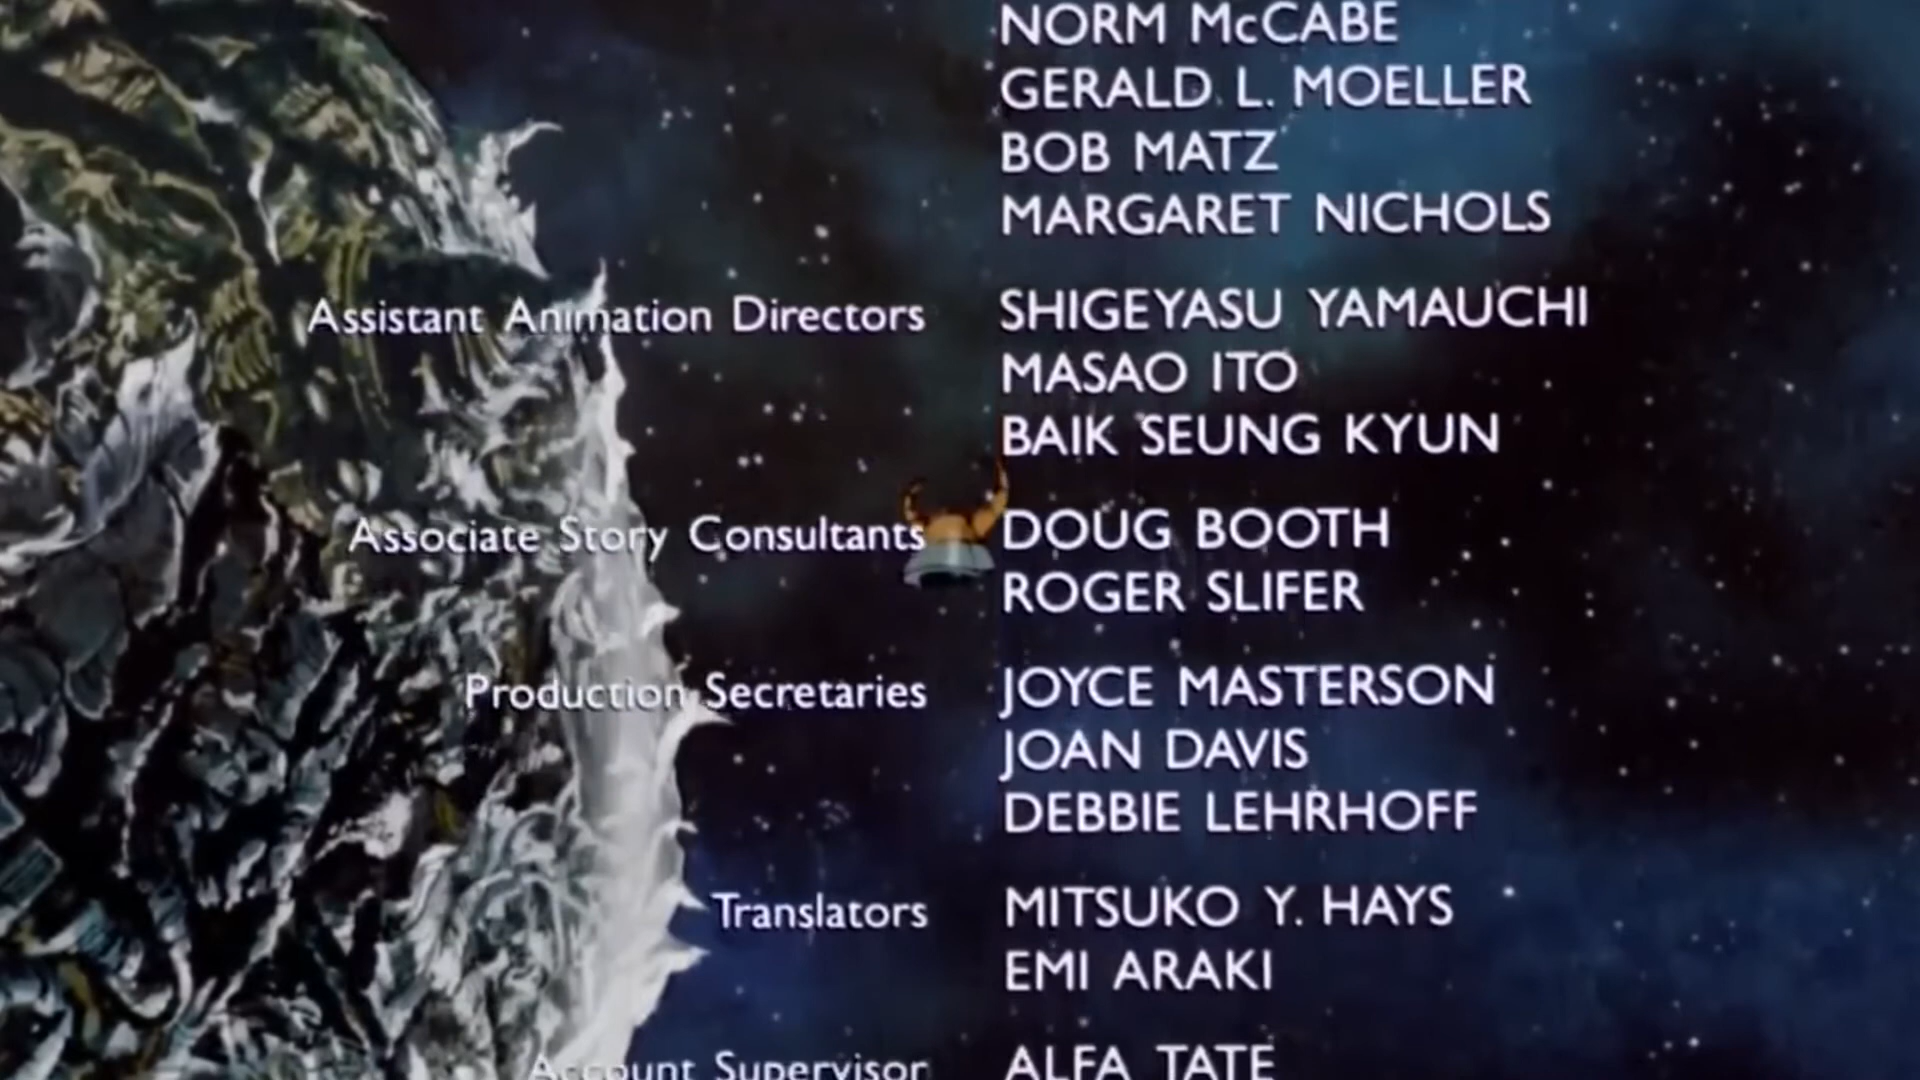 NORM McCABE
GERALD L. MOELLER
BOB MATZ
MARGARET NICHOLS
Assistant Animation Directors SHIGEYASU YAMAUCHI
MASAO ITO
BAIK SEUNG KYUN
Associate Story Consultants DOUG BOOTH
ROGER SLIFER
Production Secretaries JOYCE MASTERSON
JOAN DAVIS
DEBBIE LEHRHOFF
Translators MITSUKO Y. HAYS
EMI ARAKI
Account Supervisor ALFA TATE